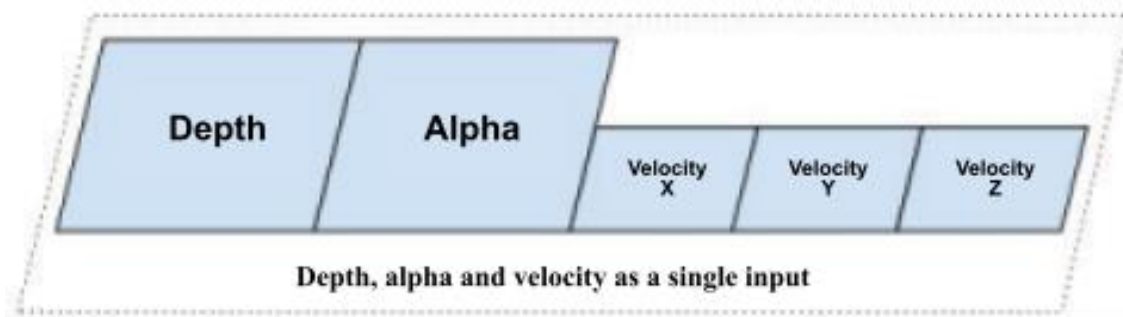 Depth
Alpha
Velocity
X
Velocity
Y
Velocity
Z
Depth, alpha and velocity as a single input